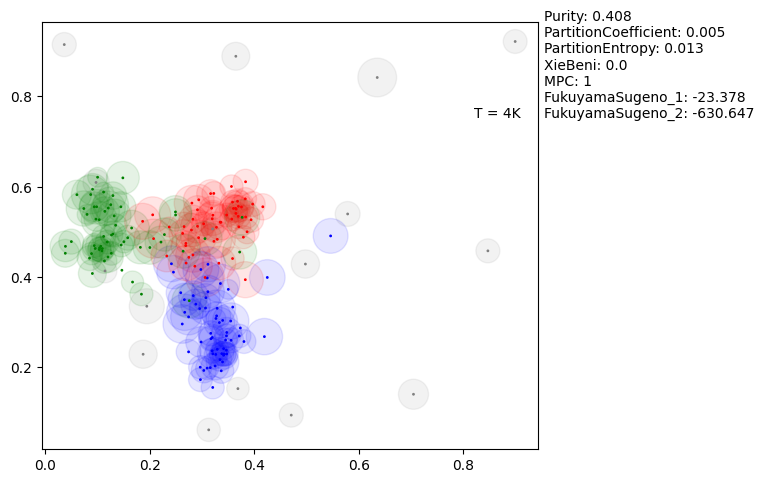 Purity: 0.408
PartitionCoefficient: 0.005
PartitionEntropy: 0.013
XieBeni: 0.0
MPC: 1
FukuyamaSugeno_1: -23.378
FukuyamaSugeno_2: -630.647
T = 4K
0.8
0.6
0.4
0.2
0.0
0.2
0.4
0.6
0.8